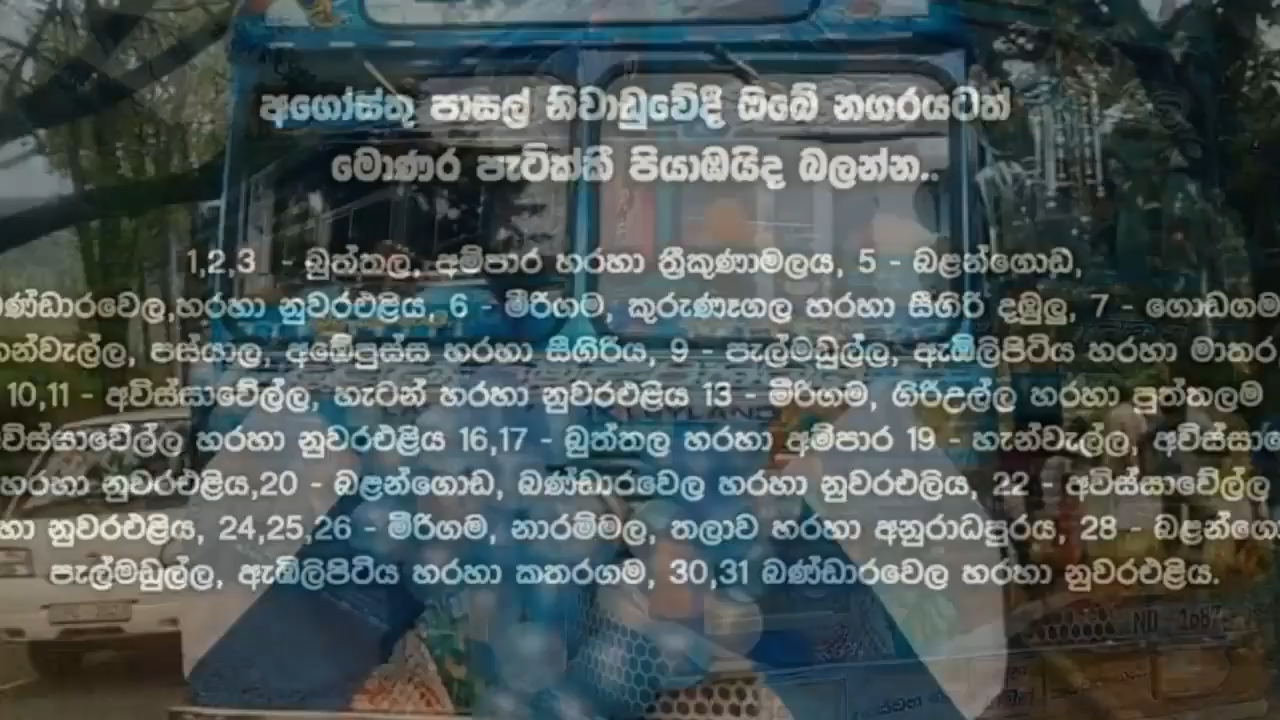 අගෝස්තු පාසල් නිවාඩුවේදී ඔබේ නගරයටත්
මොණර පැටික්කී පියාඹයිද බලන්න..
1,2,3 - බුත්තල, අම්පාර හරහා ත්‍රීකුණාමලය, 5 - බළන්ගොඩ,
ණ්ඩාරවෙල,හරහා නුවරඑළිය, 6 - මීරිගම, කුරුණෑගල හරහා සීගිරි දඹුලු, 7 - ගොඩගම
න්වැල්ල, පස්යාල, අඹේපුස්ස හරහා සීගිරිය, 9 - පැල්මඩුල්ල, ඇඹිලිපිටිය හරහා මාතර,
10,11 - අවිස්සාවේල්ල, හැටන් හරහා නුවරඑළිය 13 - මීරිගම, ගිරිඋල්ල හරහා පුත්තලම
විස්සාවේල්ල හරහා නුවරඑළිය 16,17 - බුත්තල හරහා අම්පාර 19 - හැන්වැල්ල, අවිස්සාවේ
හරහා නුවරඑළිය,20 - බළන්ගොඩ, බණ්ඩාරවෙල හරහා නුවරඑලිය, 22 - අවිස්සාවේල්ල
හා නුවරඑළිය, 24,25,26 - මීරිගම, නාරම්මල, තලාව හරහා අනුරාධපුරය, 28 - බළන්ගො
පැල්මඩුල්ල, ඇඹිලිපිටිය හරහා කතරගම, 30,31 බණ්ඩාරවෙල හරහා නුවරඑළිය.
LEYLAND
ND 1687